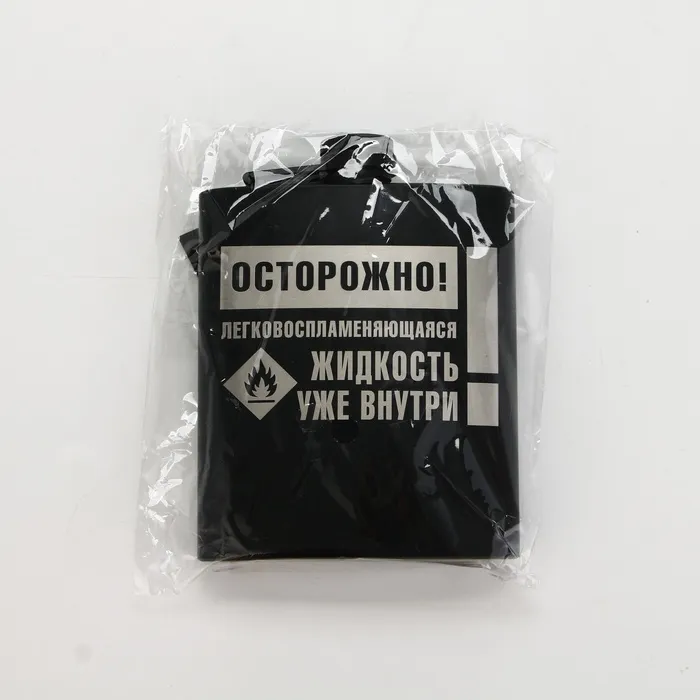 ОСТОРОЖНО!
ЛЕГКОВОСПЛАМЕНЯЮЩАЯСЯ
ЖИДКОСТЬ
УЖЕ ВНУТРИ